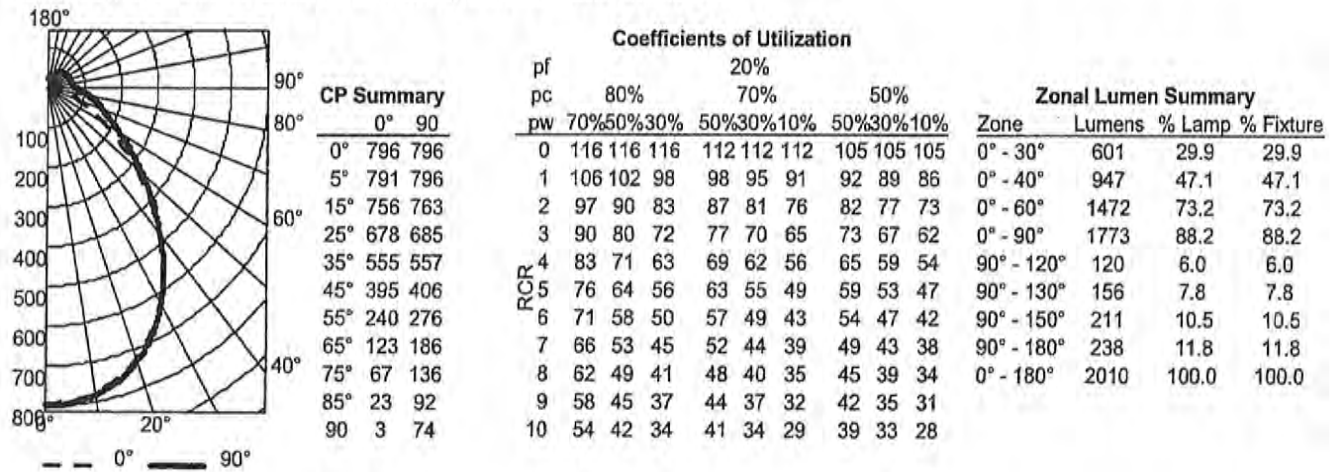 180°
90°
80°
60°
40°
100
200
300
400
500
600
700
800
0°
20°
0° 90°
CP Summary
0° 90
0° 796 796
5° 791 796
15° 756 763
25° 678 685
35° 555 557
45° 395 406
55° 240 276
65° 123 186
75° 67 136
85° 23 92
90 3 74
Coefficients of Utilization
pf 20%
pc 80% 70% 50%
pw 70% 50% 30% 50% 30% 10% 50% 30% 10%
RCR
0 116 116 116 112 112 112 105 105 105
1 106 102 98 98 95 91 92 89 86
2 97 90 83 87 81 76 82 77 73
3 90 80 72 77 70 65 73 67 62
4 83 71 63 69 62 56 65 59 54
5 76 64 56 63 55 49 59 53 47
6 71 58 50 57 49 43 54 47 42
7 66 53 45 52 44 39 49 43 38
8 62 49 41 48 40 35 45 39 34
9 58 45 37 44 37 32 42 35 31
10 54 42 34 41 34 29 39 33 28
Zonal Lumen Summary
Zone Lumens % Lamp % Fixture
0° - 30° 601 29.9 29.9
0° - 40° 947 47.1 47.1
0° - 60° 1472 73.2 73.2
0° - 90° 1773 88.2 88.2
90° - 120° 120 6.0 6.0
90° - 130° 156 7.8 7.8
90° - 150° 211 10.5 10.5
90° - 180° 238 11.8 11.8
0° - 180° 2010 100.0 100.0